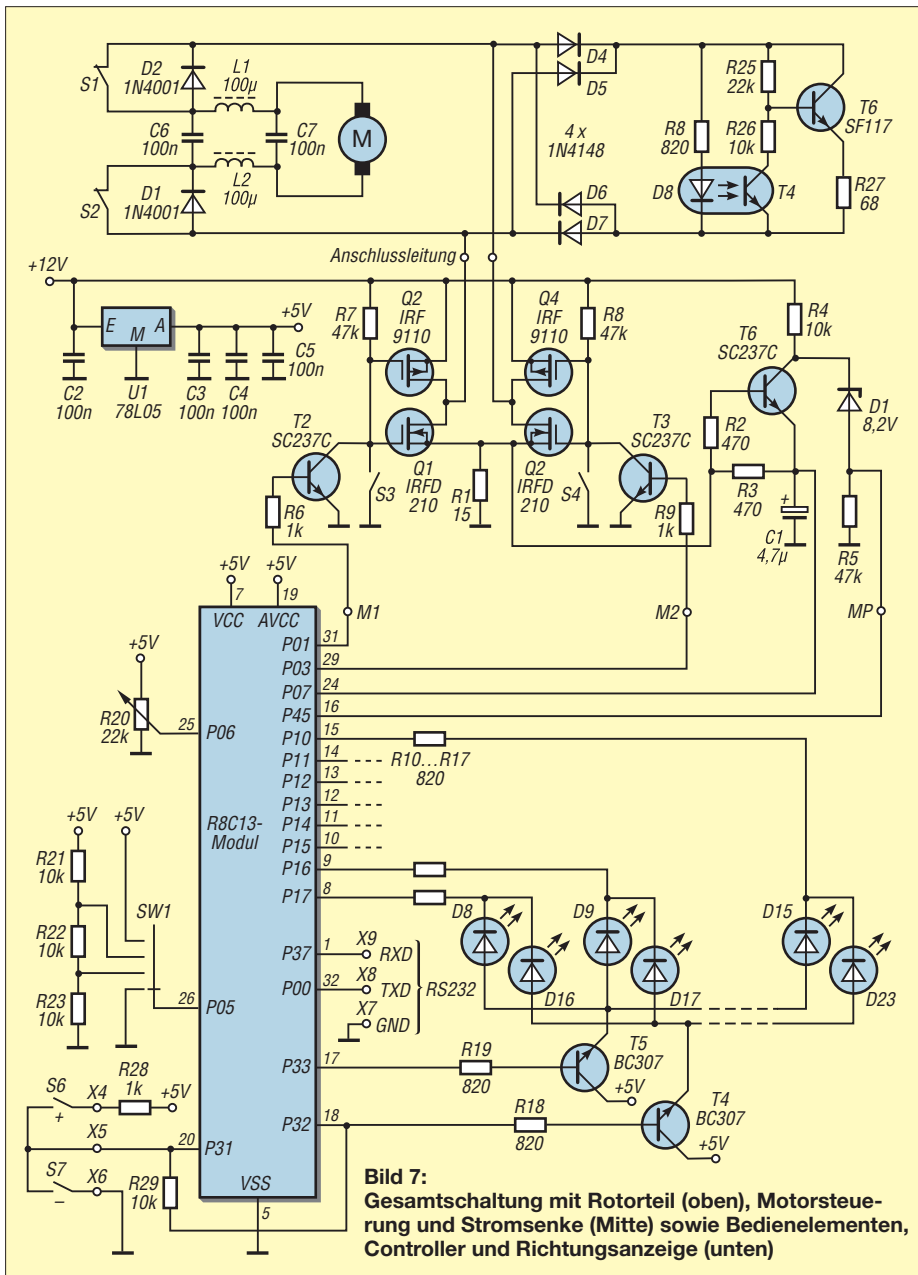 S1
D2
1N4001
L1
100µ
C6
100n
C7
100n
M
L2
100µ
S2
D1
1N4001
D4
D5
4 x
1N4148
D6
D7
R8
820
R25
22k
R26
10k
T6
SF117
D8
T4
R27
68
Anschlussleitung
+12V
E
M
A
+5V
C2
100n
U1
78L05
C3
100n
C4
100n
C5
100n
R7
47k
Q2
IRF
9110
Q4
IRF
9110
R8
47k
R4
10k
T6
SC237C
D1
8,2V
T2
SC237C
T3
SC237C
R2
470
R3
470
+
C1
4,7µ
R6
1k
S3
Q1
IRFD
210
R1
15
Q2
IRFD
210
S4
R9
1k
R5
47k
M1
M2
MP
+5V
+5V
7
19
VCC
AVCC
P01
31
P03
29
P07
24
P45
16
P10
15
P11
14
P12
13
P13
12
P14
11
P15
10
P16
9
P17
8
R10...R17
820
+5V
R20
22k
25
P06
R8C13-
Modul
+5V
+5V
R21
10k
R22
10k
R23
10k
SW1
26
P05
P37
1
X9
RXD
P00
32
X8
TXD
RS232
X7
GND
D8
D16
D9
D17
D15
D23
P33
17
R19
820
T5
BC307
+5V
P32
18
R18
820
T4
BC307
+5V
S6
+
X4
R28
1k
+5V
X5
20
P31
S7
–
X6
R29
10k
VSS
5
Bild 7:
Gesamtschaltung mit Rotorteil (oben), Motorsteue-
rung und Stromsenke (Mitte) sowie Bedienelementen,
Controller und Richtungsanzeige (unten)